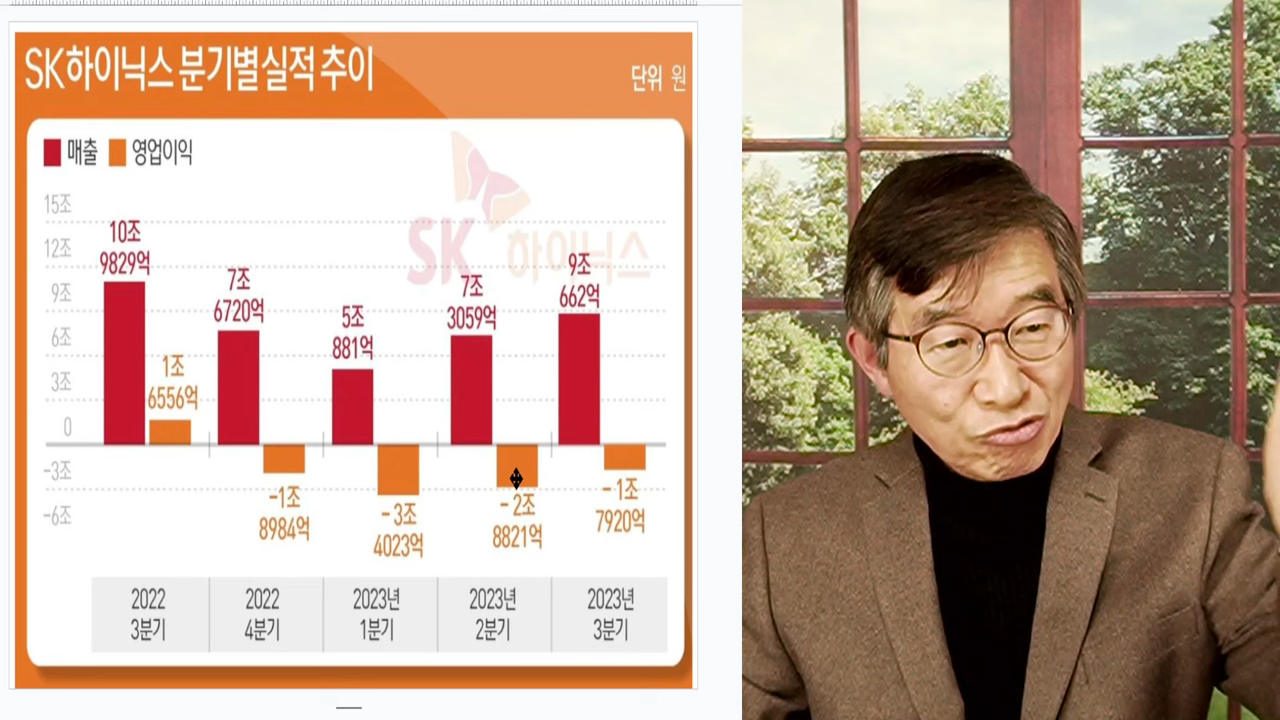 SK하이닉스 분기별 실적 추이
단위 원
매출 영업이익
SK 하이닉스
15조
12조
9조
6조
3조
0
-3조
-6조
10조
9829억
1조
6556억
7조
6720억
-1조
8984억
5조
881억
-3조
4023억
7조
3059억
-2조
8821억
9조
662억
-1조
7920억
2022
3분기
2022
4분기
2023년
1분기
2023년
2분기
2023년
3분기